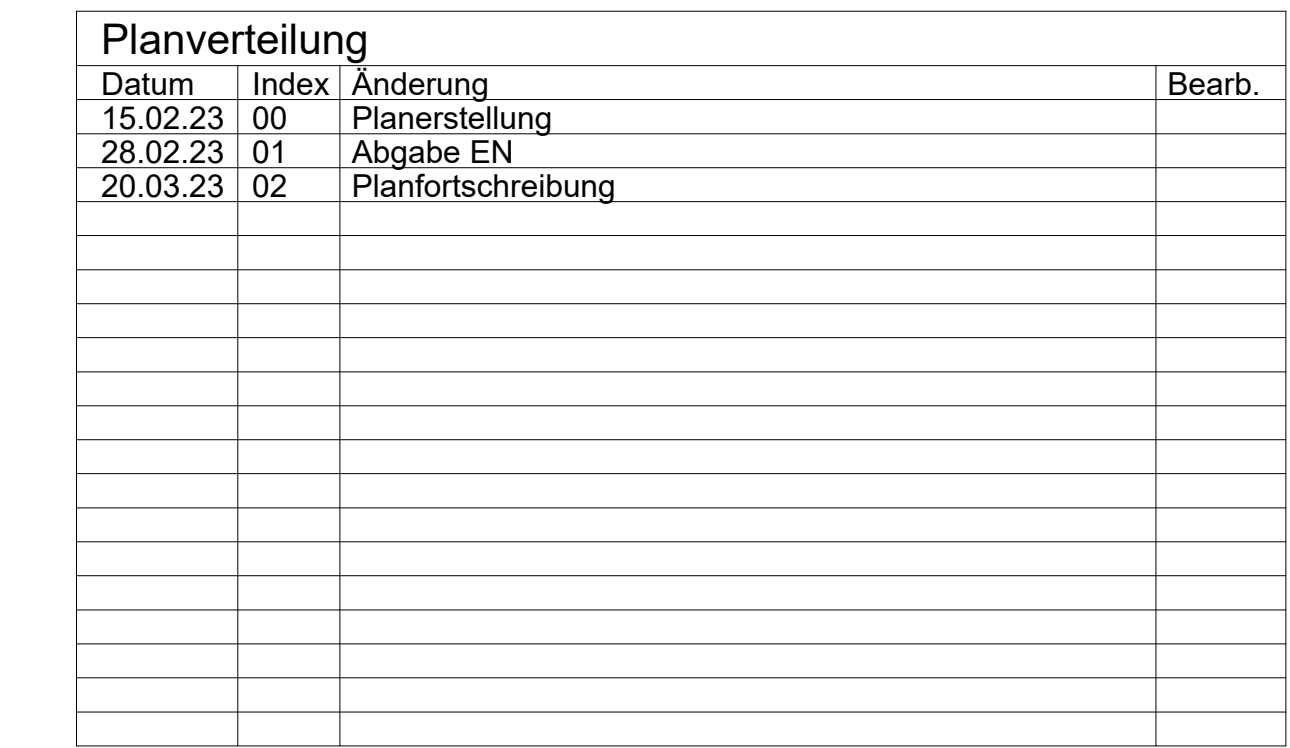 Planverteilung
Datum Index Änderung Bearb.
15.02.23 00 Planerstellung
28.02.23 01 Abgabe EN
20.03.23 02 Planfortschreibung